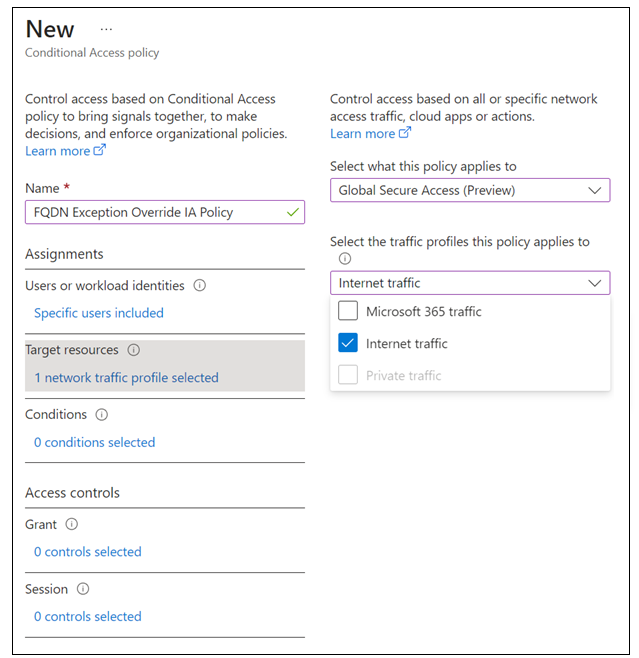 New ...
Conditional Access policy
Control access based on Conditional Access
policy to bring signals together, to make
decisions, and enforce organizational policies.
Learn more
Name *
FQDN Exception Override IA Policy
Assignments
Users or workload identities
Specific users included
Target resources
1 network traffic profile selected
Conditions
0 conditions selected
Access controls
Grant
0 controls selected
Session
0 controls selected
Control access based on all or specific network
access traffic, cloud apps or actions.
Learn more
Select what this policy applies to
Global Secure Access (Preview)
Select the traffic profiles this policy applies to
Internet traffic
Microsoft 365 traffic
Internet traffic
Private traffic